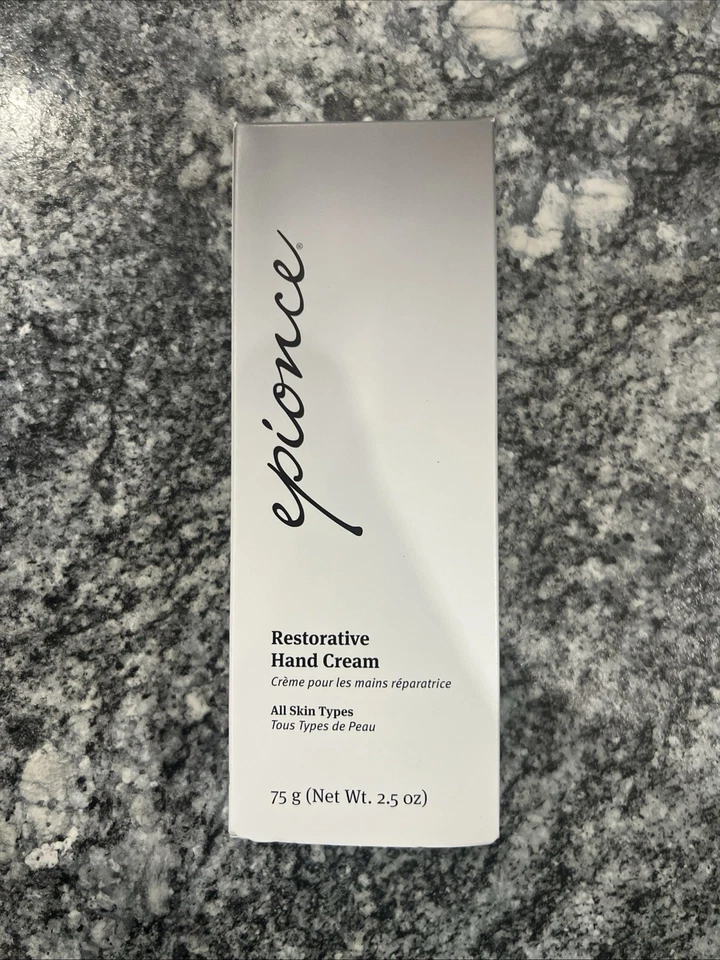 epionce®
Restorative
Hand Cream
Crème pour les mains réparatrice
All Skin Types
Tous Types de Peau
75 g (Net Wt. 2.5 oz)